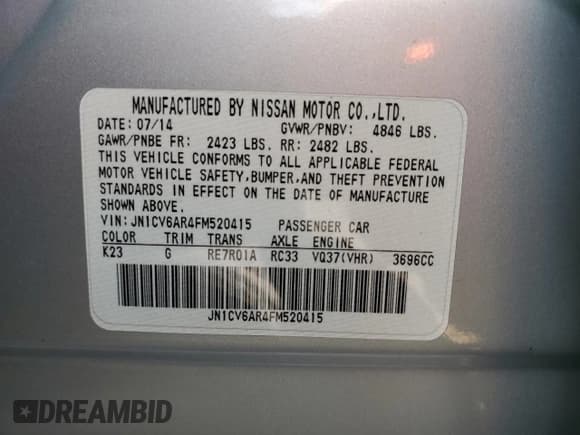 MANUFACTURED BY NISSAN MOTOR CO.,LTD.
DATE: 07/14 GVWR/PNBV: 4846 LBS.
GAWR/PNBE FR: 2423 LBS. RR: 2482 LBS.
THIS VEHICLE CONFORMS TO ALL APPLICABLE FEDERAL
MOTOR VEHICLE SAFETY,BUMPER,AND THEFT PREVENTION
STANDARDS IN EFFECT ON THE DATE OF MANUFACTURE
SHOWN ABOVE.
VIN:JN1CV6AR4FM520415 PASSENGER CAR
COLOR TRIM TRANS AXLE ENGINE
K23 G RE7R01A RC33 VQ37(VHR) 3696CC
JN1CV6AR4FM520415
DREAMBID